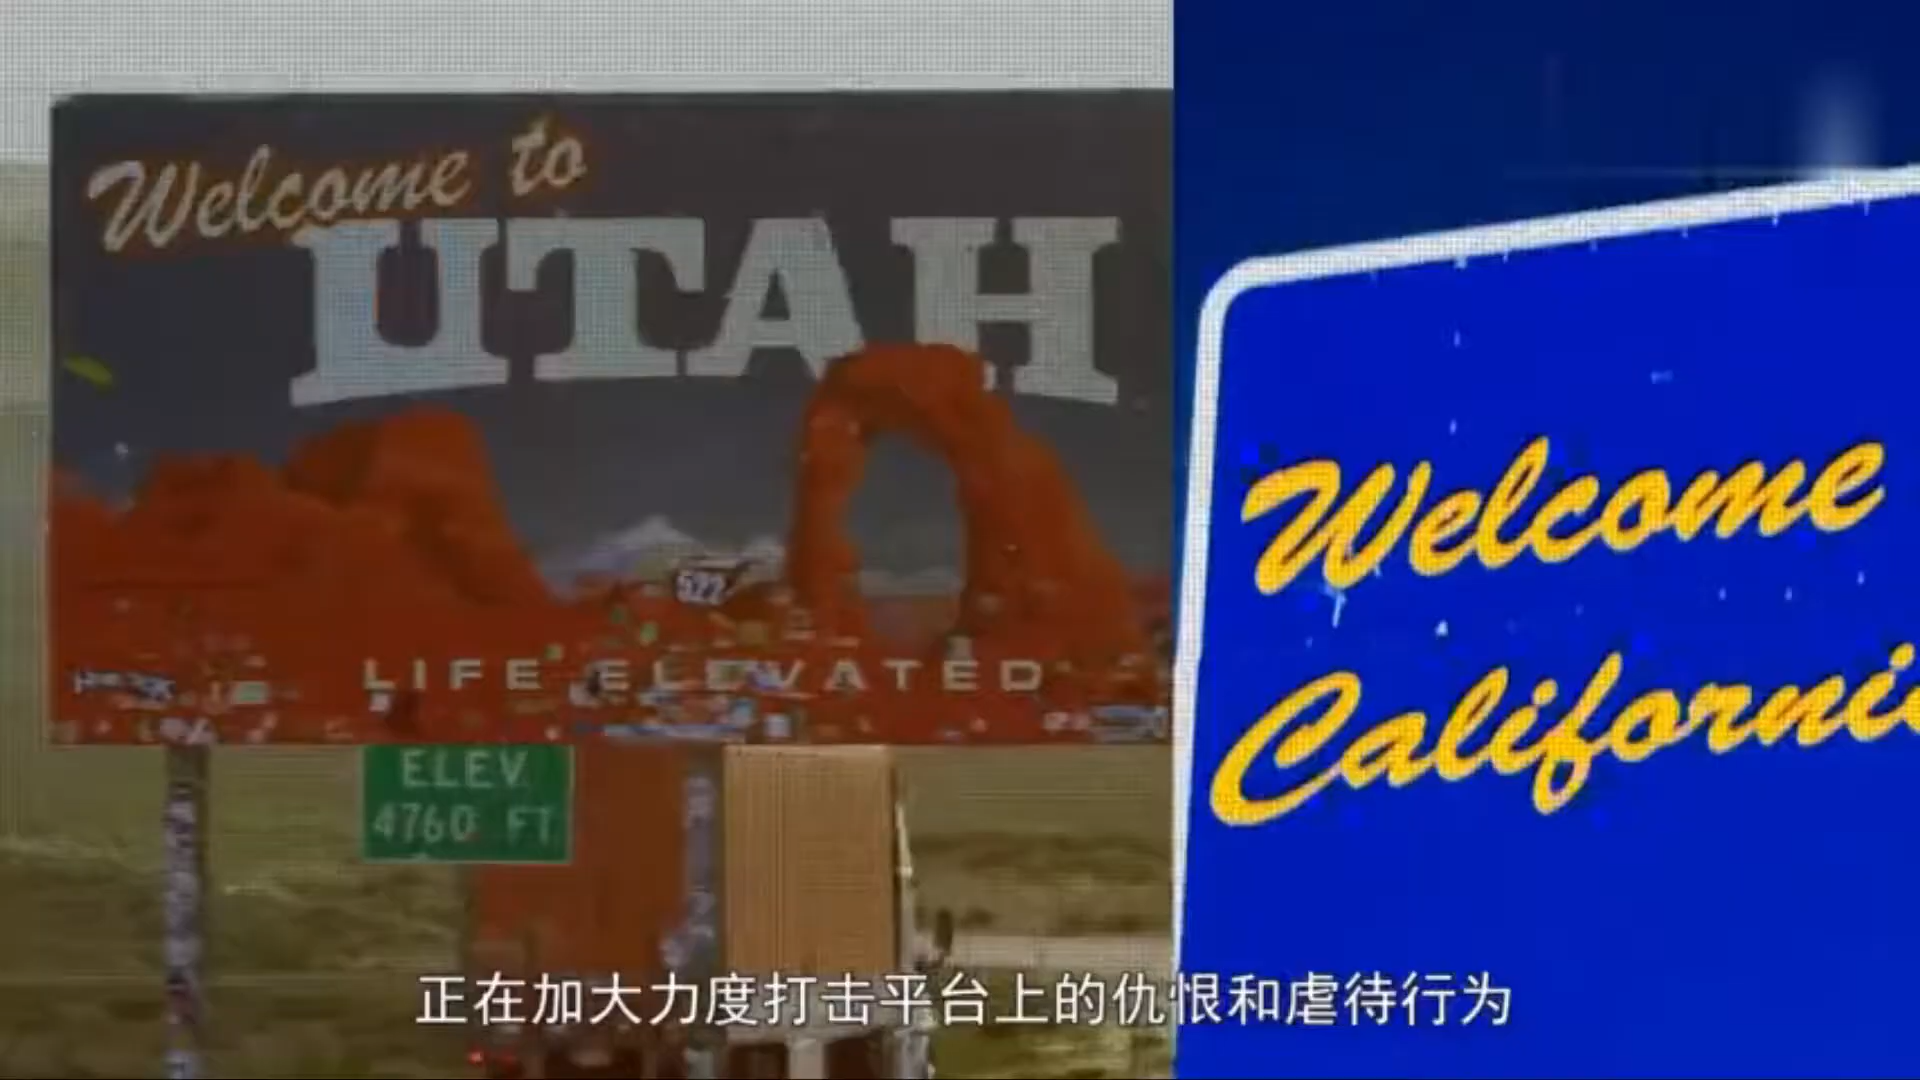 Welcome to
UTAH
522
LIFE ELEVATED
ELEV.
4760 FT
Welcome
Californi
正在加大力度打击平台上的仇恨和虐待行为